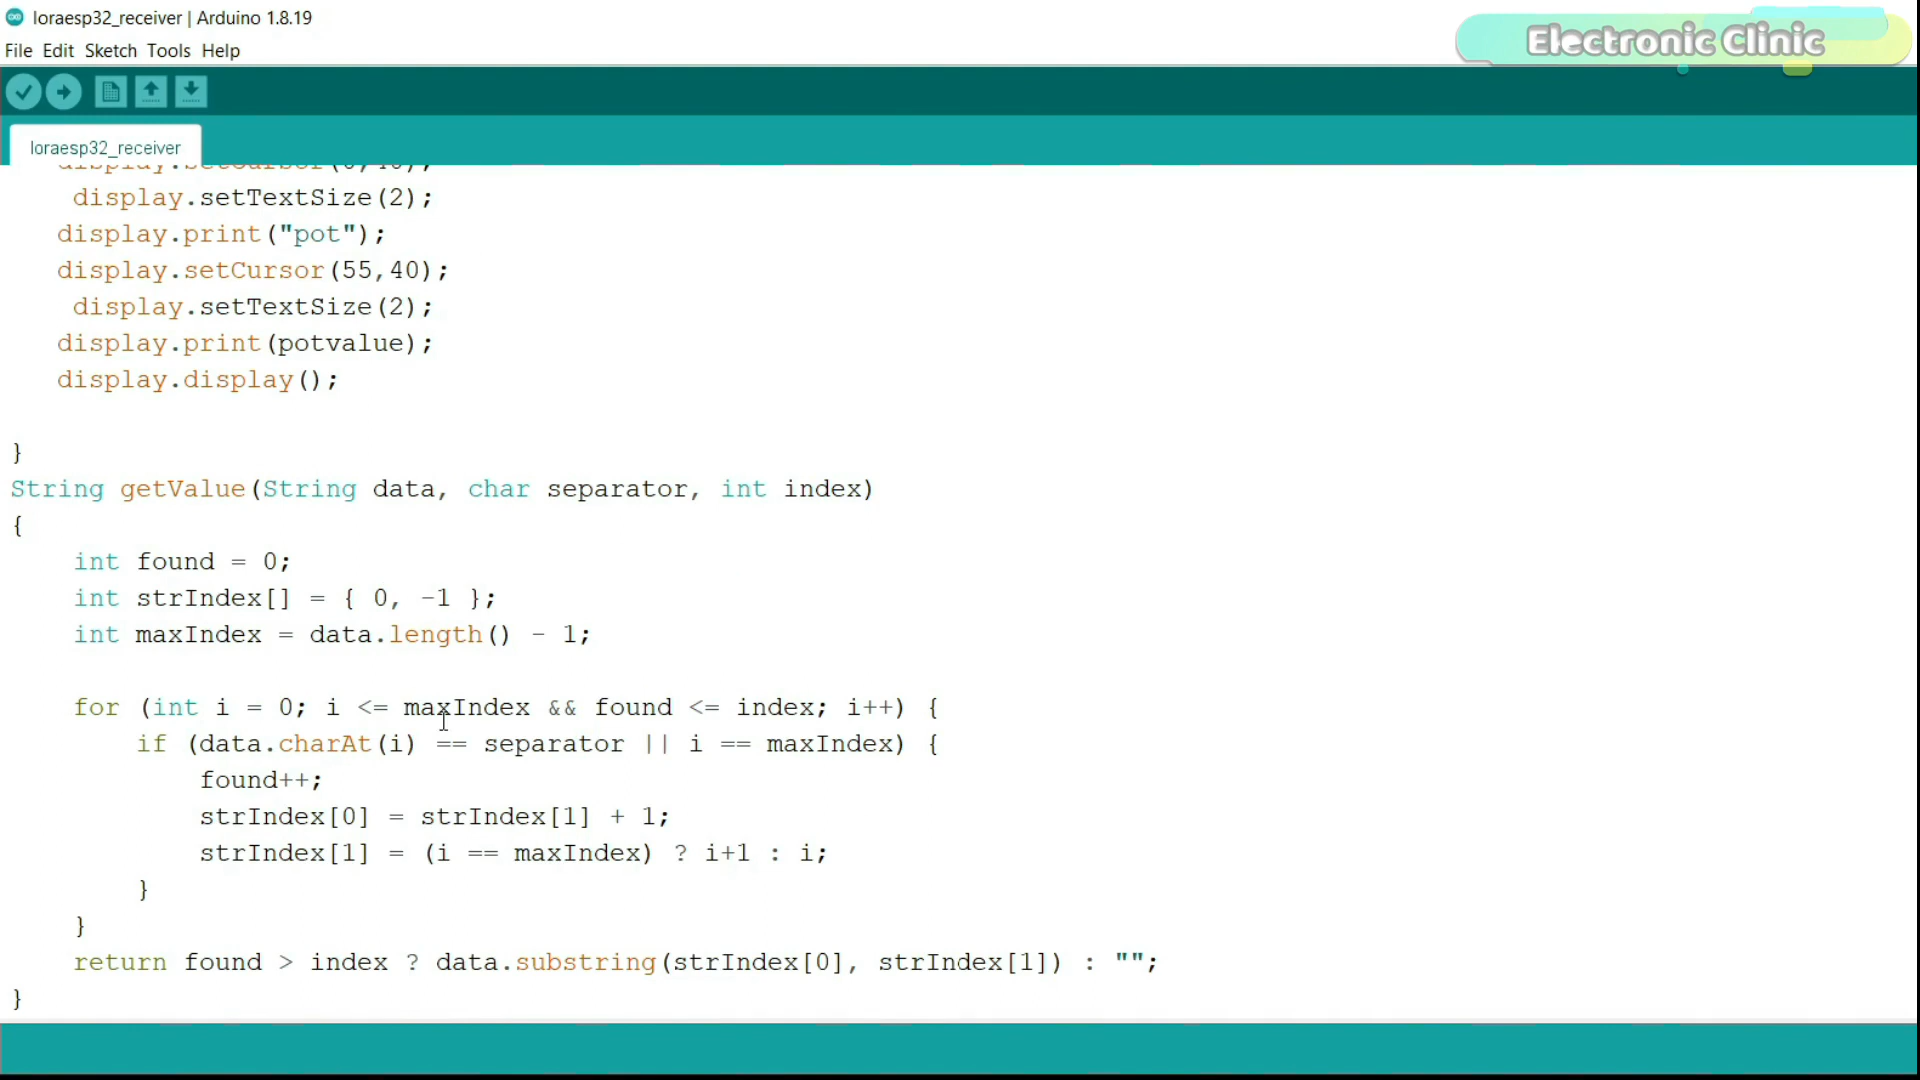 loraesp32_receiver | Arduino 1.8.19
File Edit Sketch Tools Help
Electronic Clinic
loraesp32_receiver
display.setTextSize(2);
display.print("pot");
display.setCursor(55,40);
display.setTextSize(2);
display.print(potvalue);
display.display();
}
String getValue(String data, char separator, int index)
{
int found = 0;
int strIndex[] = { 0, -1 };
int maxIndex = data.length() - 1;
for (int i = 0; i <= maxIndex && found <= index; i++) {
if (data.charAt(i) == separator || i == maxIndex) {
found++;
strIndex[0] = strIndex[1] + 1;
strIndex[1] = (i == maxIndex) ? i+1 : i;
}
}
return found > index ? data.substring(strIndex[0], strIndex[1]) : "";
}